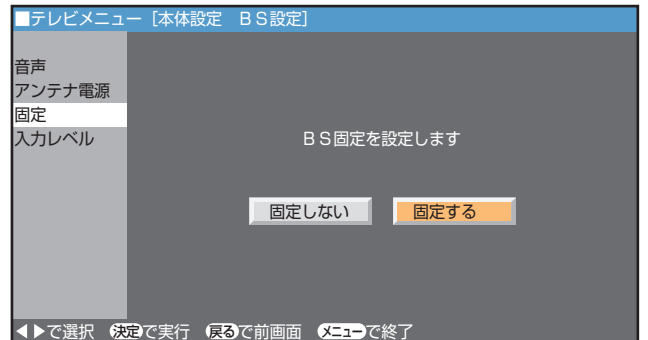 ■テレビメニュー [本体設定　BS設定]
音声
アンテナ電源
固定
入力レベル
BS固定を設定します
固定しない　固定する
◀▶で選択　決定で実行　戻るで前画面　メニューで終了